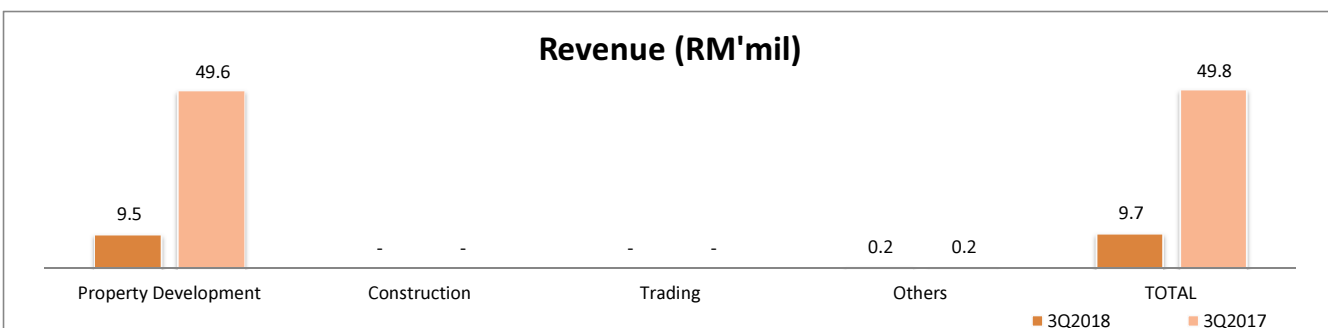 Revenue (RM'mil)
49.6
49.8
9.5
9.7
- - - - 0.2 0.2
Property Development Construction Trading Others TOTAL
3Q2018 3Q2017